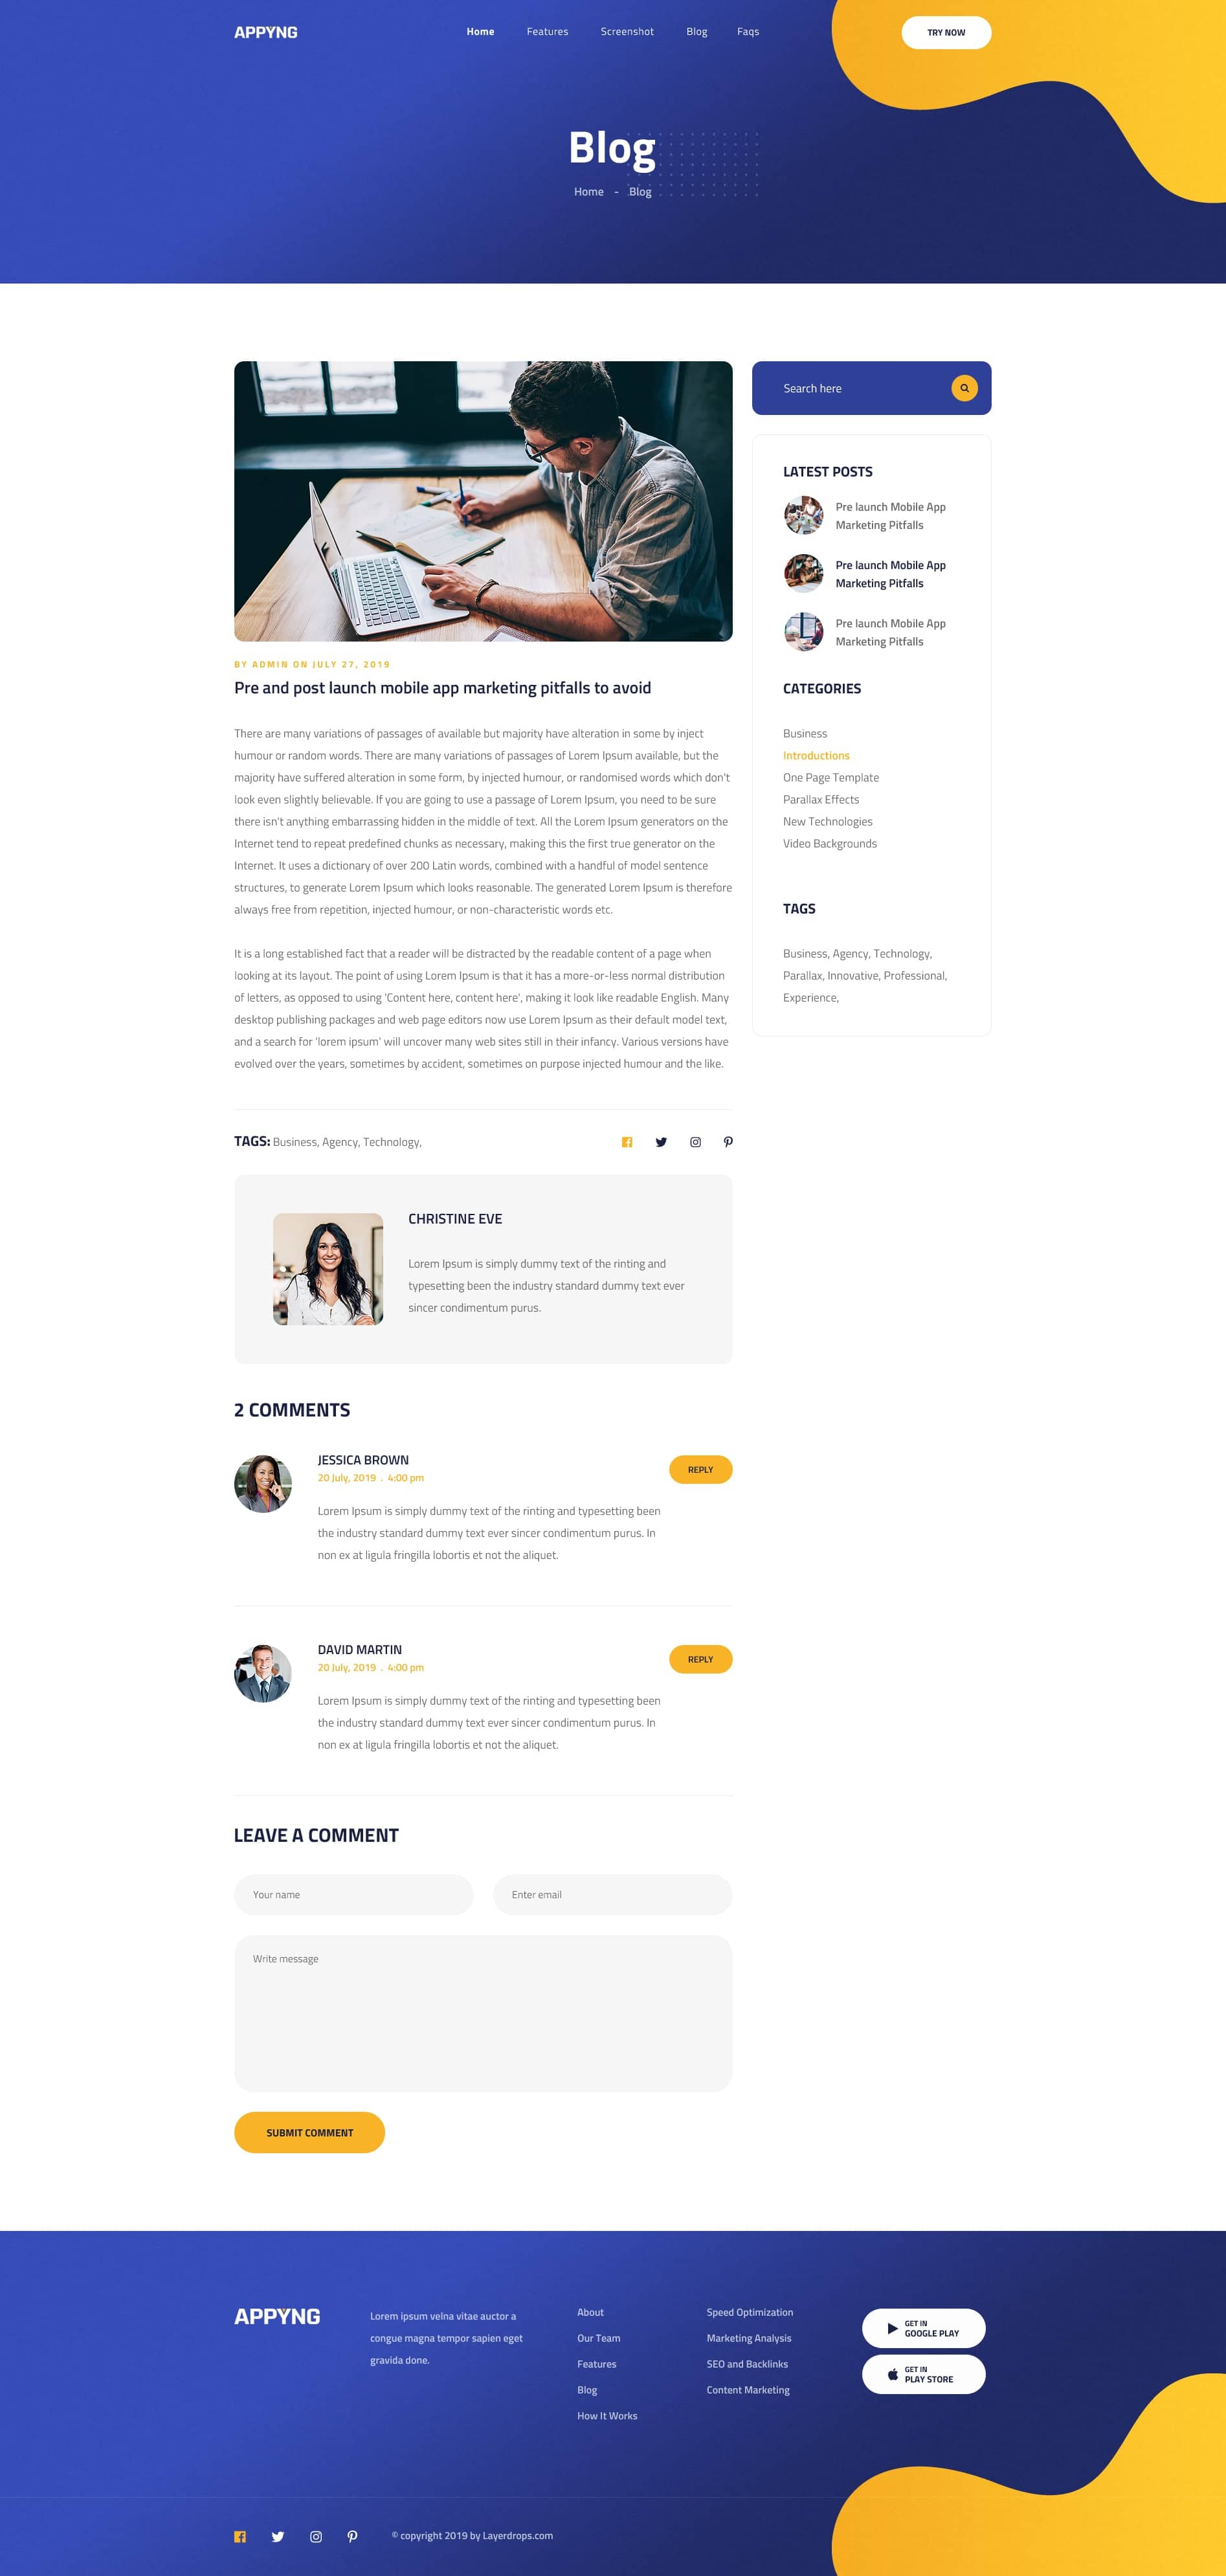 APPYNG
Home Features Screenshot Blog Faqs
TRY NOW
Blog
Home - Blog
Search here
LATEST POSTS
Pre launch Mobile App
Marketing Pitfalls
Pre launch Mobile App
Marketing Pitfalls
Pre launch Mobile App
Marketing Pitfalls
CATEGORIES
Business
Introductions
One Page Template
Parallax Effects
New Technologies
Video Backgrounds
TAGS
Business, Agency, Technology,
Parallax, Innovative, Professional,
Experience,
BY ADMIN ON JULY 27, 2019
Pre and post launch mobile app marketing pitfalls to avoid
There are many variations of passages of available but majority have alteration in some by inject
humour or random words. There are many variations of passages of Lorem Ipsum available, but the
majority have suffered alteration in some form, by injected humour, or randomised words which don't
look even slightly believable. If you are going to use a passage of Lorem Ipsum, you need to be sure
there isn't anything embarrassing hidden in the middle of text. All the Lorem Ipsum generators on the
Internet tend to repeat predefined chunks as necessary, making this the first true generator on the
Internet. It uses a dictionary of over 200 Latin words, combined with a handful of model sentence
structures, to generate Lorem Ipsum which looks reasonable. The generated Lorem Ipsum is therefore
always free from repetition, injected humour, or non-characteristic words etc.
It is a long established fact that a reader will be distracted by the readable content of a page when
looking at its layout. The point of using Lorem Ipsum is that it has a more-or-less normal distribution
of letters, as opposed to using 'Content here, content here', making it look like readable English. Many
desktop publishing packages and web page editors now use Lorem Ipsum as their default model text,
and a search for 'lorem ipsum' will uncover many web sites still in their infancy. Various versions have
evolved over the years, sometimes by accident, sometimes on purpose injected humour and the like.
TAGS: Business, Agency, Technology,
CHRISTINE EVE
Lorem Ipsum is simply dummy text of the rinting and
typesetting been the industry standard dummy text ever
sincer condimentum purus.
2 COMMENTS
JESSICA BROWN
20 July, 2019 . 4:00 pm
REPLY
Lorem Ipsum is simply dummy text of the rinting and typesetting been
the industry standard dummy text ever sincer condimentum purus. In
non ex at ligula fringilla lobortis et not the aliquet.
DAVID MARTIN
20 July, 2019 . 4:00 pm
REPLY
Lorem Ipsum is simply dummy text of the rinting and typesetting been
the industry standard dummy text ever sincer condimentum purus. In
non ex at ligula fringilla lobortis et not the aliquet.
LEAVE A COMMENT
Your name
Enter email
Write message
SUBMIT COMMENT
APPYNG
Lorem ipsum velna vitae auctor a
congue magna tempor sapien eget
gravida done.
About
Our Team
Features
Blog
How It Works
Speed Optimization
Marketing Analysis
SEO and Backlinks
Content Marketing
GET IN
GOOGLE PLAY
GET IN
PLAY STORE
© copyright 2019 by Layerdrops.com